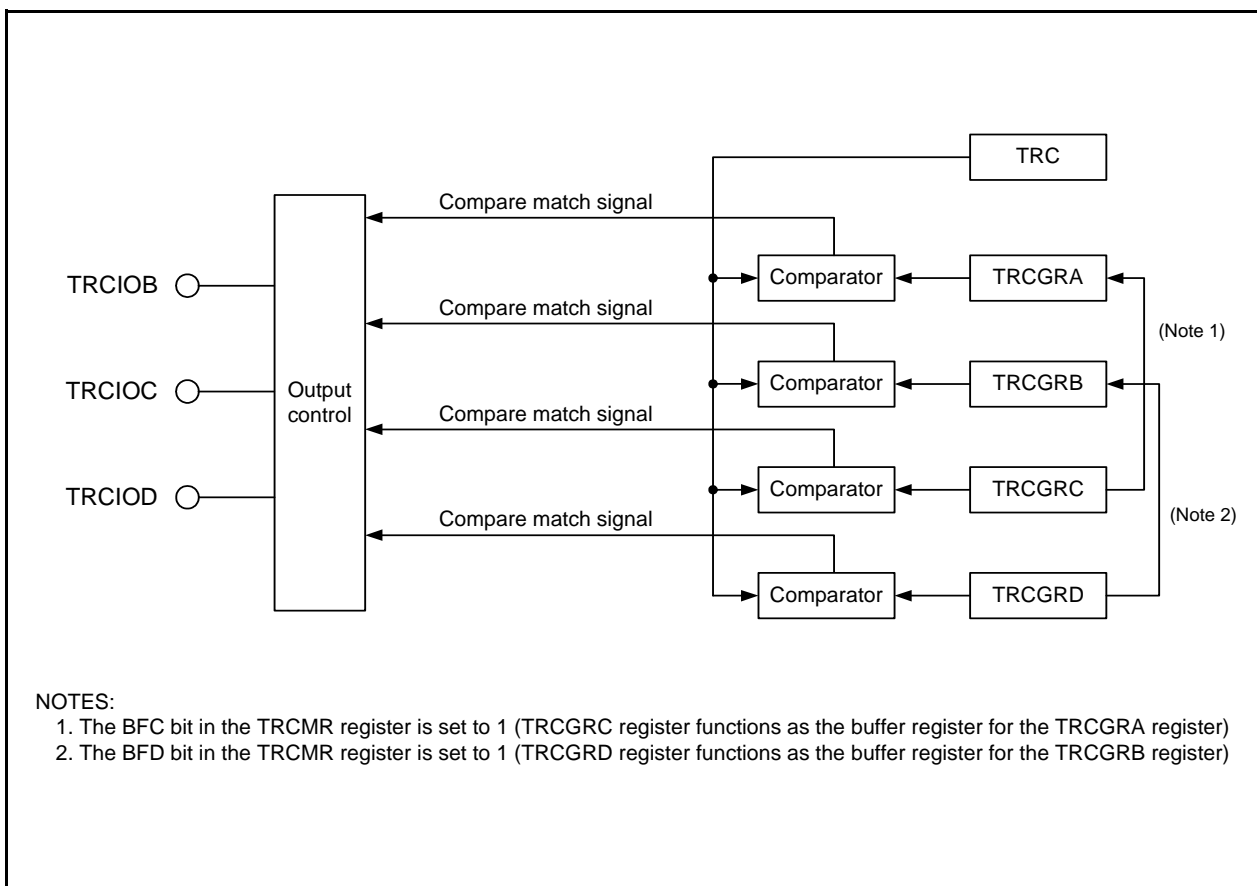 TRC
Compare match signal
Comparator
TRCGRA
TRCIOB
(Note 1)
Compare match signal
Comparator
TRCGRB
TRCIOC
Output
control
Compare match signal
Comparator
TRCGRC
TRCIOD
(Note 2)
Compare match signal
Comparator
TRCGRD
NOTES:
1. The BFC bit in the TRCMR register is set to 1 (TRCGRC register functions as the buffer register for the TRCGRA register)
2. The BFD bit in the TRCMR register is set to 1 (TRCGRD register functions as the buffer register for the TRCGRB register)